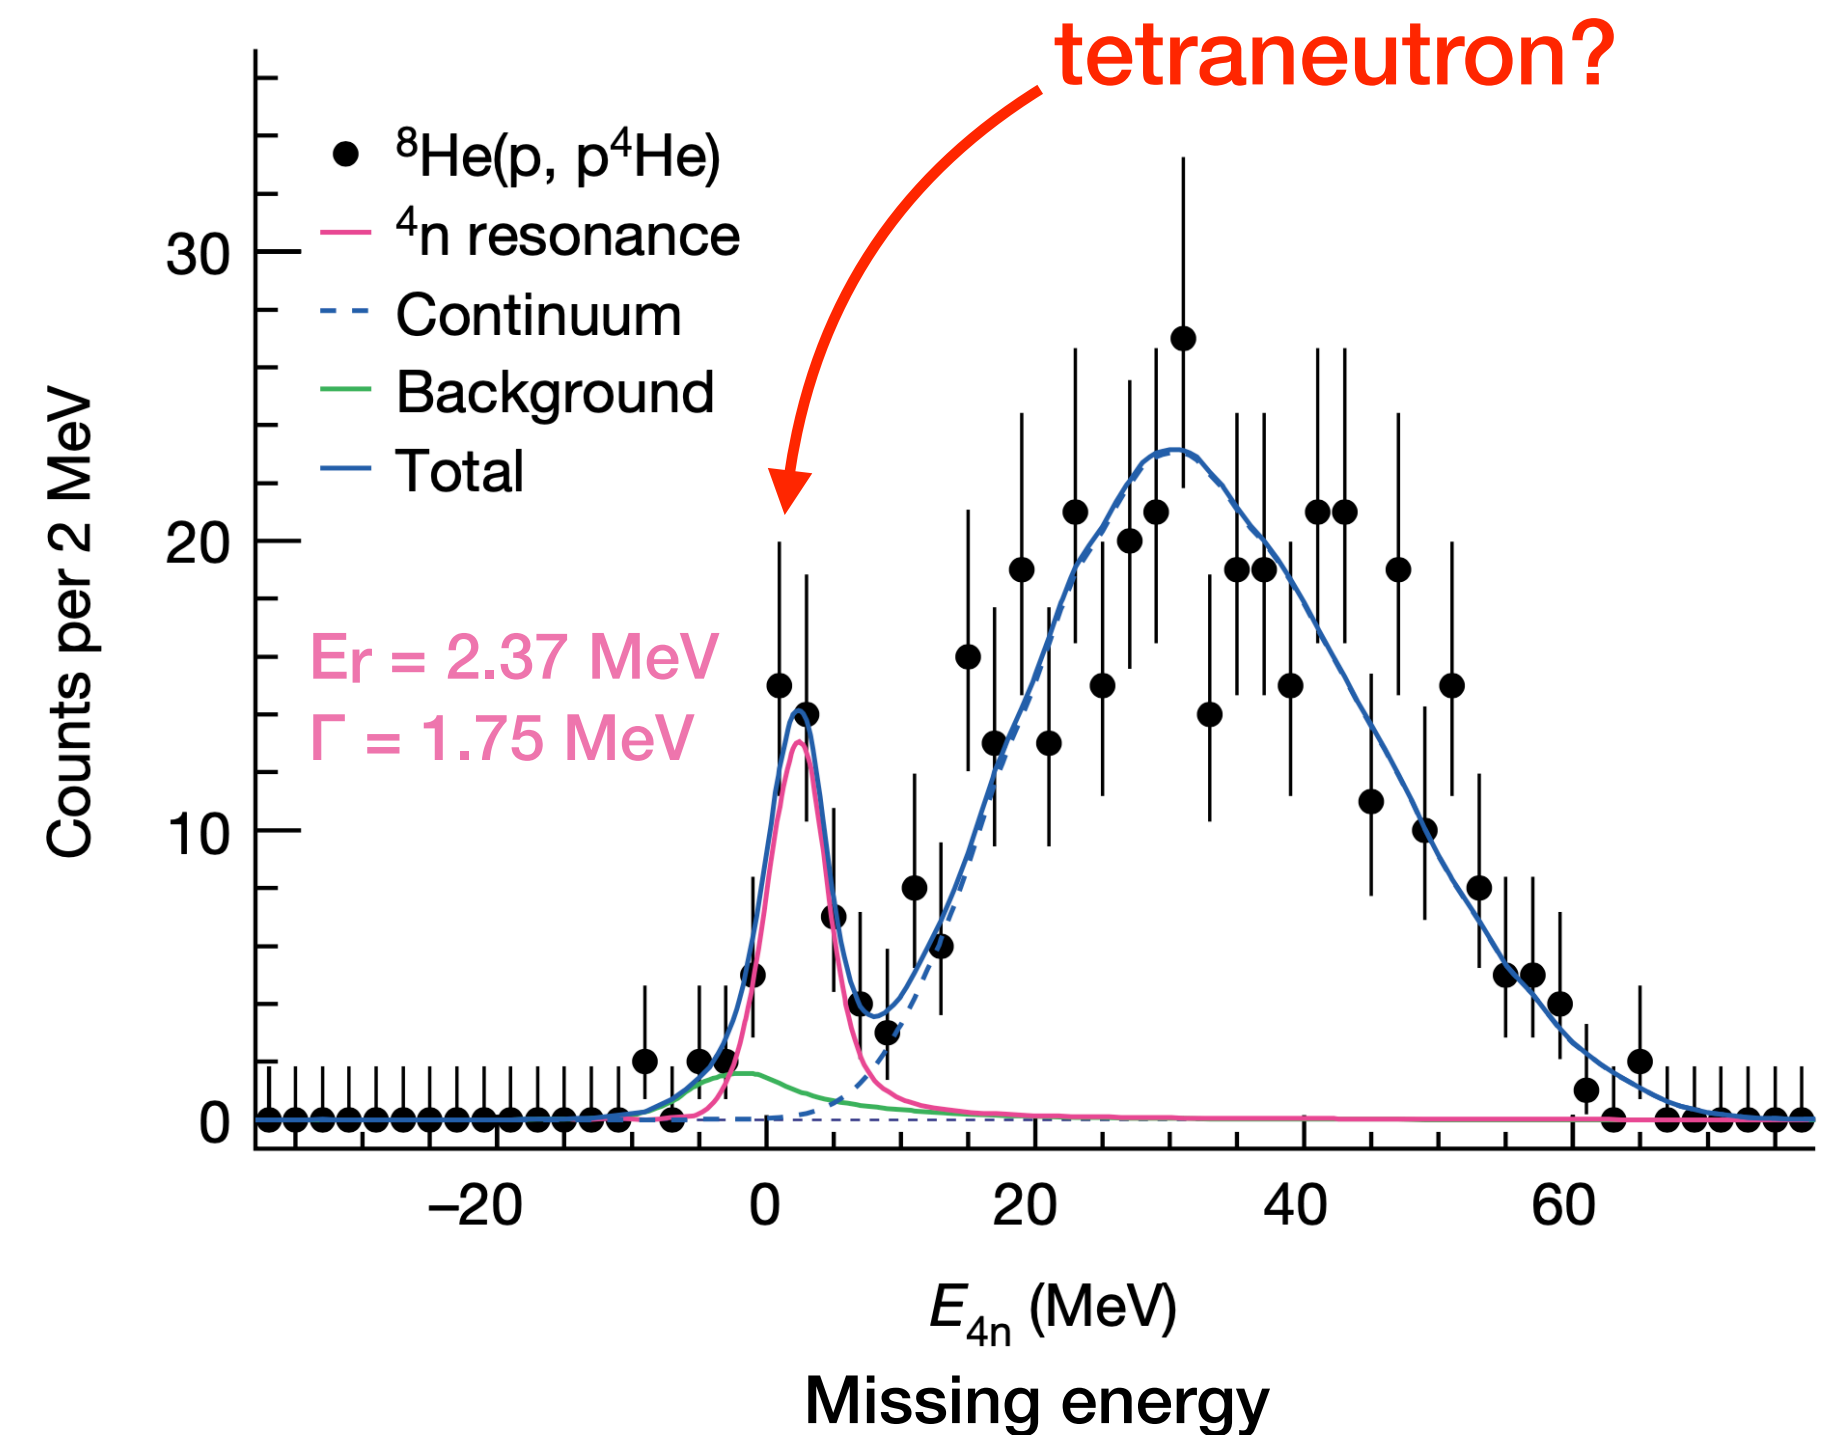 tetraneutron?
⁸He(p, p⁴He)
⁴n resonance
Continuum
Background
Total
Er = 2.37 MeV
Γ = 1.75 MeV
Counts per 2 MeV
30
20
10
0
–20
0
20
40
60
E₄ₙ (MeV)
Missing energy